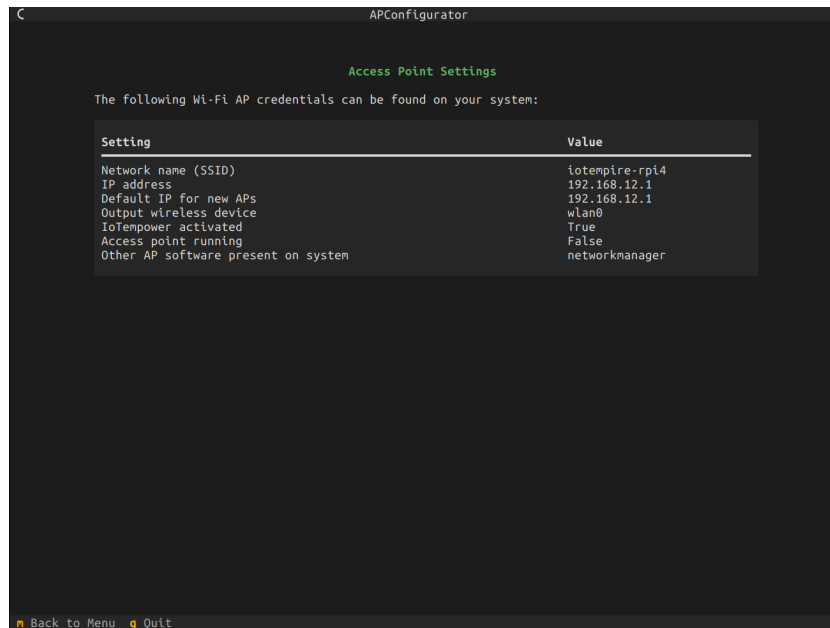 APConfigurator
Access Point Settings
The following Wi-Fi AP credentials can be found on your system:
Setting Value
Network name (SSID) iotempire-rpi4
IP address 192.168.12.1
Default IP for new APs 192.168.12.1
Output wireless device wlan0
IoTempower activated True
Access point running False
Other AP software present on system networkmanager
m Back to Menu q Quit